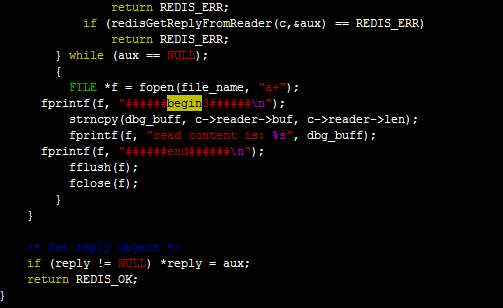 return REDIS_ERR;
if (redisGetReplyFromReader(c,&aux) == REDIS_ERR)
return REDIS_ERR;
} while (aux == NULL);
{
FILE *f = fopen(file_name, "a+");
fprintf(f, "######begin3######\n");
strncpy(dbg_buff, c->reader->buf, c->reader->len);
fprintf(f, "read content is: %s", dbg_buff);
fprintf(f, "######end######\n");
fflush(f);
fclose(f);
}
}
/* Set reply object */
if (reply != NULL) *reply = aux;
return REDIS_OK;
}